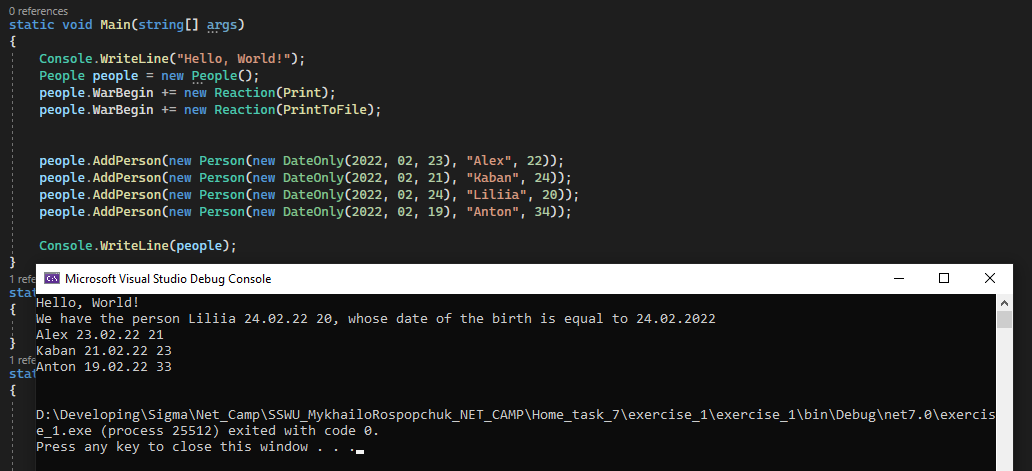 0 references
static void Main(string[] args)
{
Console.WriteLine("Hello, World!");
People people = new People();
people.WarBegin += new Reaction(Print);
people.WarBegin += new Reaction(PrintToFile);
people.AddPerson(new Person(new DateOnly(2022, 02, 23), "Alex", 22));
people.AddPerson(new Person(new DateOnly(2022, 02, 21), "Kaban", 24));
people.AddPerson(new Person(new DateOnly(2022, 02, 24), "Liliia", 20));
people.AddPerson(new Person(new DateOnly(2022, 02, 19), "Anton", 34));
Console.WriteLine(people);
}
1 refe
stat
{
}
1 refe
stat
{
C:\ Microsoft Visual Studio Debug Console
Hello, World!
We have the person Liliia 24.02.22 20, whose date of the birth is equal to 24.02.2022
Alex 23.02.22 21
Kaban 21.02.22 23
Anton 19.02.22 33
D:\Developing\Sigma\Net_Camp\SSWU_MykhailoRospopchuk_NET_CAMP\Home_task_7\exercise_1\exercise_1\bin\Debug\net7.0\exercis
e_1.exe (process 25512) exited with code 0.
Press any key to close this window . . .